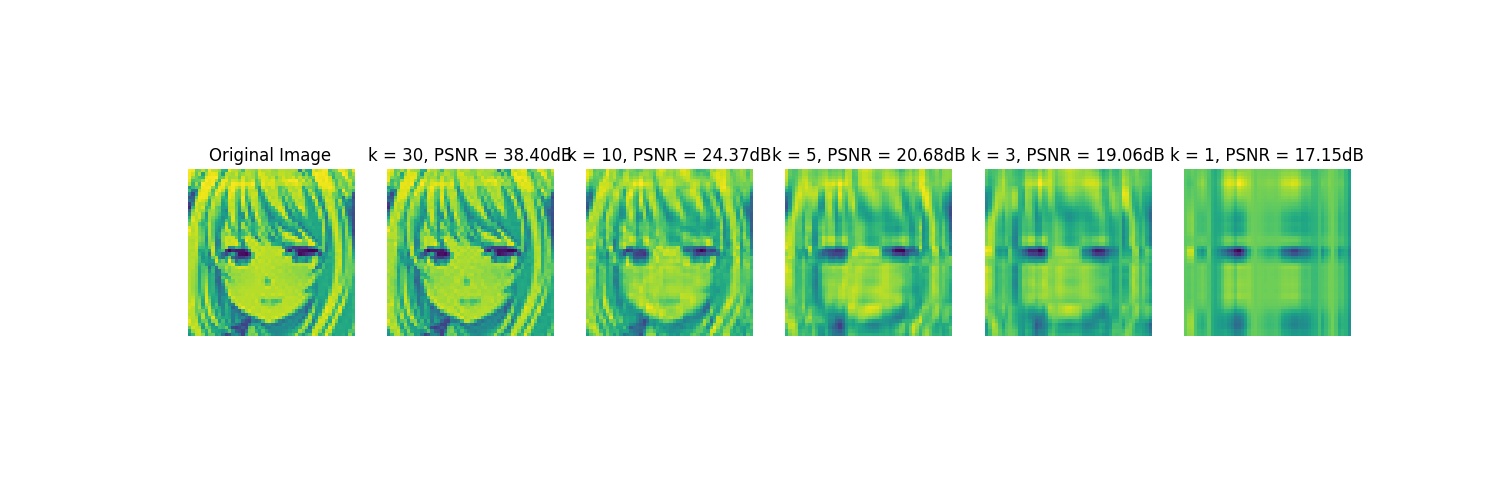 Original Image
k = 30, PSNR = 38.40dB
k = 10, PSNR = 24.37dB
k = 5, PSNR = 20.68dB
k = 3, PSNR = 19.06dB
k = 1, PSNR = 17.15dB